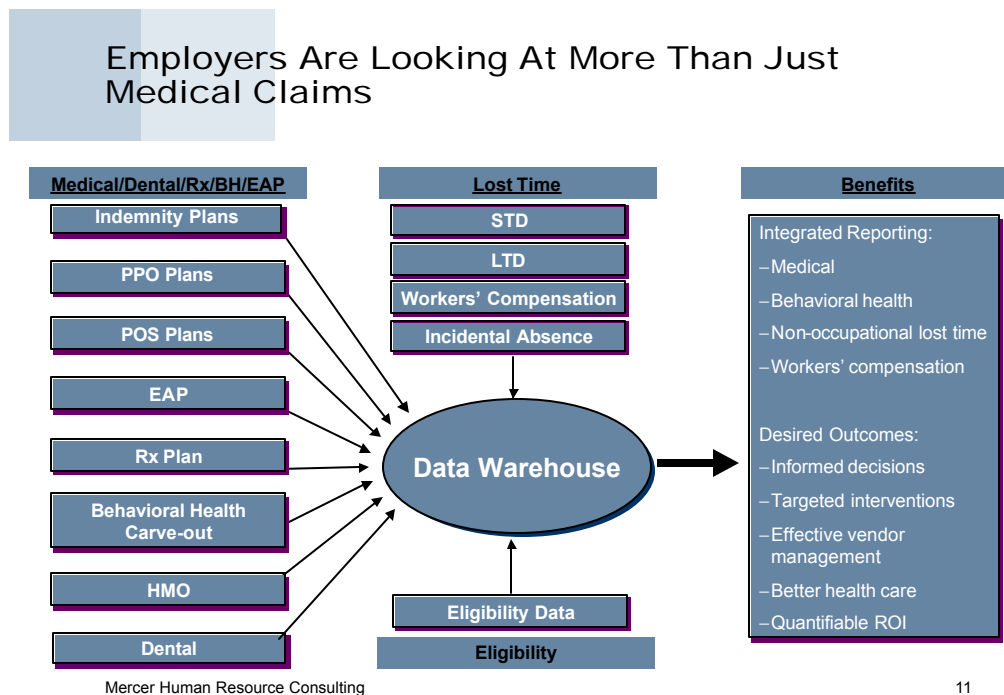 Employers Are Looking At More Than Just
Medical Claims
Medical/Dental/Rx/BH/EAP
Indemnity Plans
PPO Plans
POS Plans
EAP
Rx Plan
Behavioral Health
Carve-out
HMO
Dental
Lost Time
STD
LTD
Workers’ Compensation
Incidental Absence
Data Warehouse
Eligibility Data
Eligibility
Benefits
Integrated Reporting:
–Medical
–Behavioral health
–Non-occupational lost time
–Workers’ compensation
Desired Outcomes:
–Informed decisions
–Targeted interventions
–Effective vendor
management
–Better health care
–Quantifiable ROI
Mercer Human Resource Consulting
11